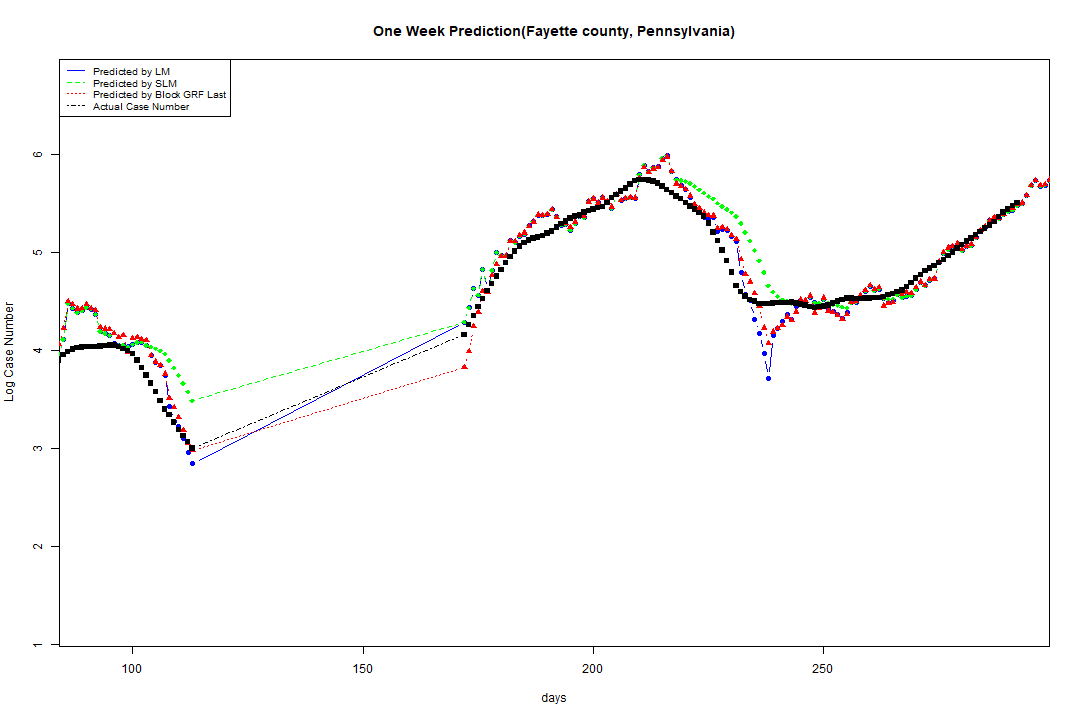 One Week Prediction(Fayette county, Pennsylvania)
Predicted by LM
Predicted by SLM
Predicted by Block GRF Last
Actual Case Number
6
5
4
3
2
1
Log Case Number
100
150
200
250
days